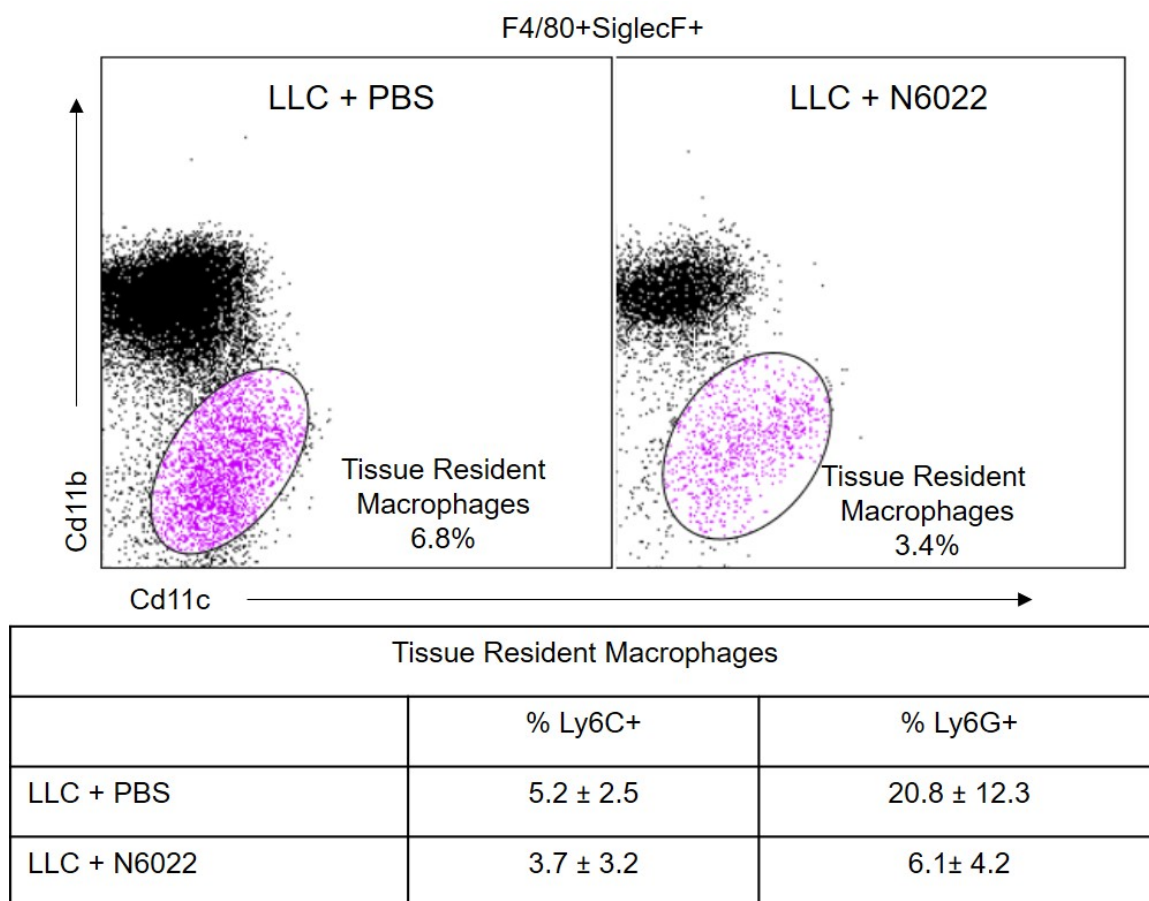 F4/80+SiglecF+
LLC + PBS
LLC + N6022
Cd11b
Tissue Resident
Macrophages
6.8%
Tissue Resident
Macrophages
3.4%
Cd11c
Tissue Resident Macrophages
% Ly6C+ % Ly6G+
LLC + PBS 5.2 ± 2.5 20.8 ± 12.3
LLC + N6022 3.7 ± 3.2 6.1± 4.2